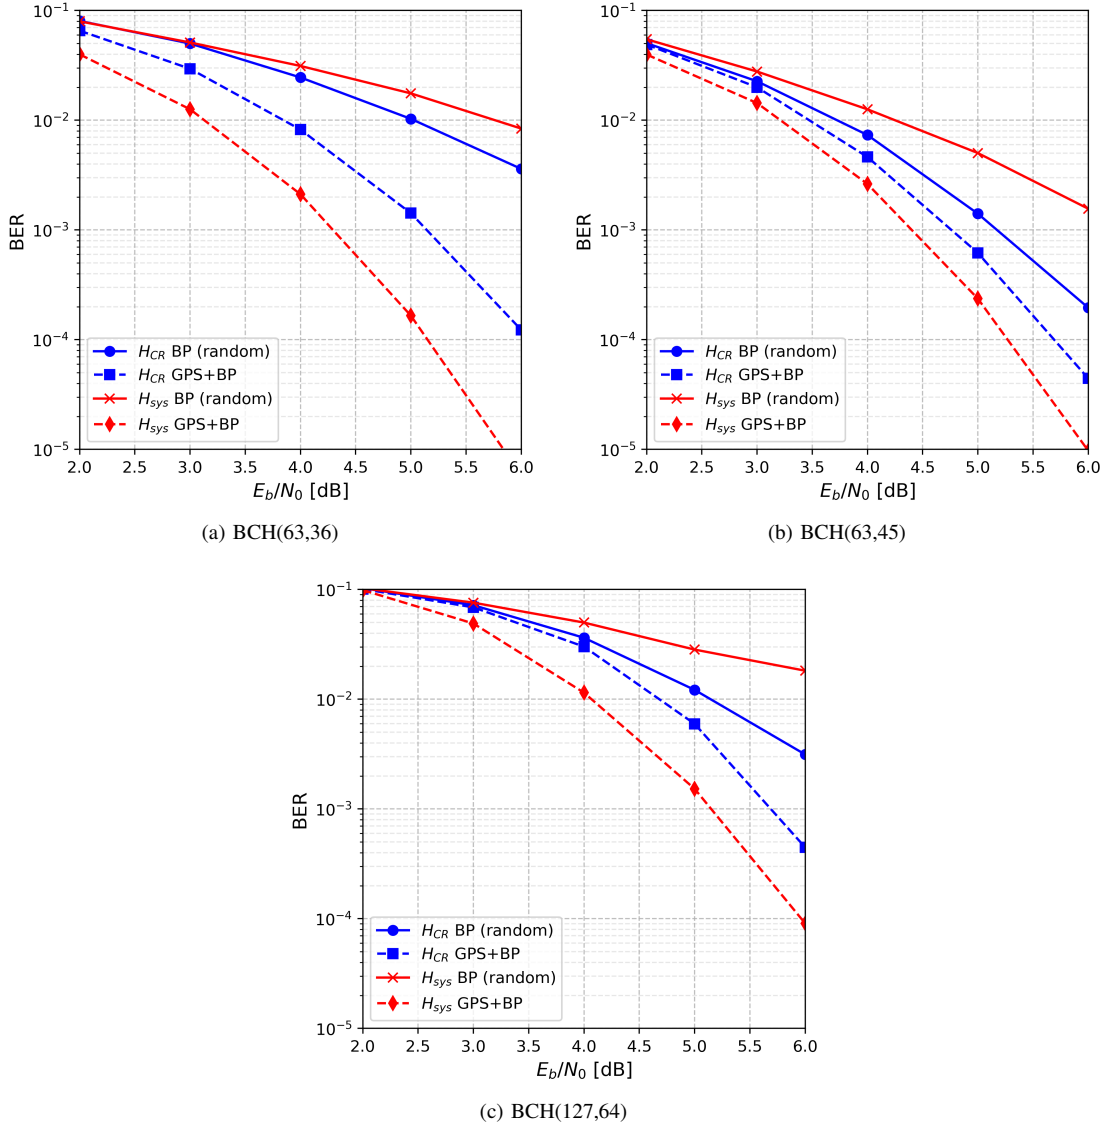 10⁻¹
10⁻²
10⁻³
10⁻⁴
10⁻⁵
BER
H_CR BP (random)
H_CR GPS+BP
H_sys BP (random)
H_sys GPS+BP
2.0 2.5 3.0 3.5 4.0 4.5 5.0 5.5 6.0
E_b/N_0 [dB]
(a) BCH(63,36)
10⁻¹
10⁻²
10⁻³
10⁻⁴
10⁻⁵
BER
H_CR BP (random)
H_CR GPS+BP
H_sys BP (random)
H_sys GPS+BP
2.0 2.5 3.0 3.5 4.0 4.5 5.0 5.5 6.0
E_b/N_0 [dB]
(b) BCH(63,45)
10⁻¹
10⁻²
10⁻³
10⁻⁴
10⁻⁵
BER
H_CR BP (random)
H_CR GPS+BP
H_sys BP (random)
H_sys GPS+BP
2.0 2.5 3.0 3.5 4.0 4.5 5.0 5.5 6.0
E_b/N_0 [dB]
(c) BCH(127,64)